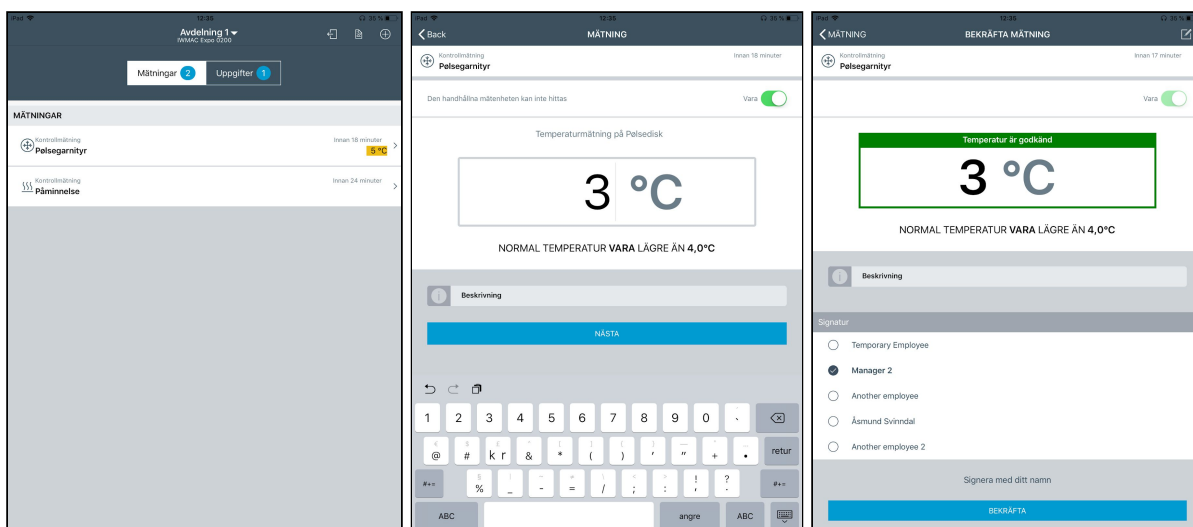 iPad 12:35 35 %
Avdelning 1
IWMAC Expo 0200
Mätningar 2 Uppgifter 1
MÄTNINGAR
Kontrollmätning Innan 18 minuter
Pølsegarnityr 5 °C
Kontrollmätning Innan 24 minuter
Påminnelse
iPad 12:35 35 %
Back MÄTNING
Kontrollmätning Innan 18 minuter
Pølsegarnityr
Den handhållna mätenheten kan inte hittas Vara
Temperaturmätning på Pølsedisk
3 °C
NORMAL TEMPERATUR VARA LÄGRE ÄN 4,0°C
Beskrivning
NÄSTA
1 2 3 4 5 6 7 8 9 0 `
@ # k r & * ( ) ' " + • retur
#+= % _ - = / ; : ! ? #+=
, .
ABC angre ABC
iPad 12:35 35 %
MÄTNING BEKRÄFTA MÄTNING
Kontrollmätning Innan 17 minuter
Pølsegarnityr
Vara
Temperatur är godkänd
3 °C
NORMAL TEMPERATUR VARA LÄGRE ÄN 4,0°C
Beskrivning
Signatur
Temporary Employee
Manager 2
Another employee
Åsmund Svinndal
Another employee 2
Signera med ditt namn
BEKRÄFTA